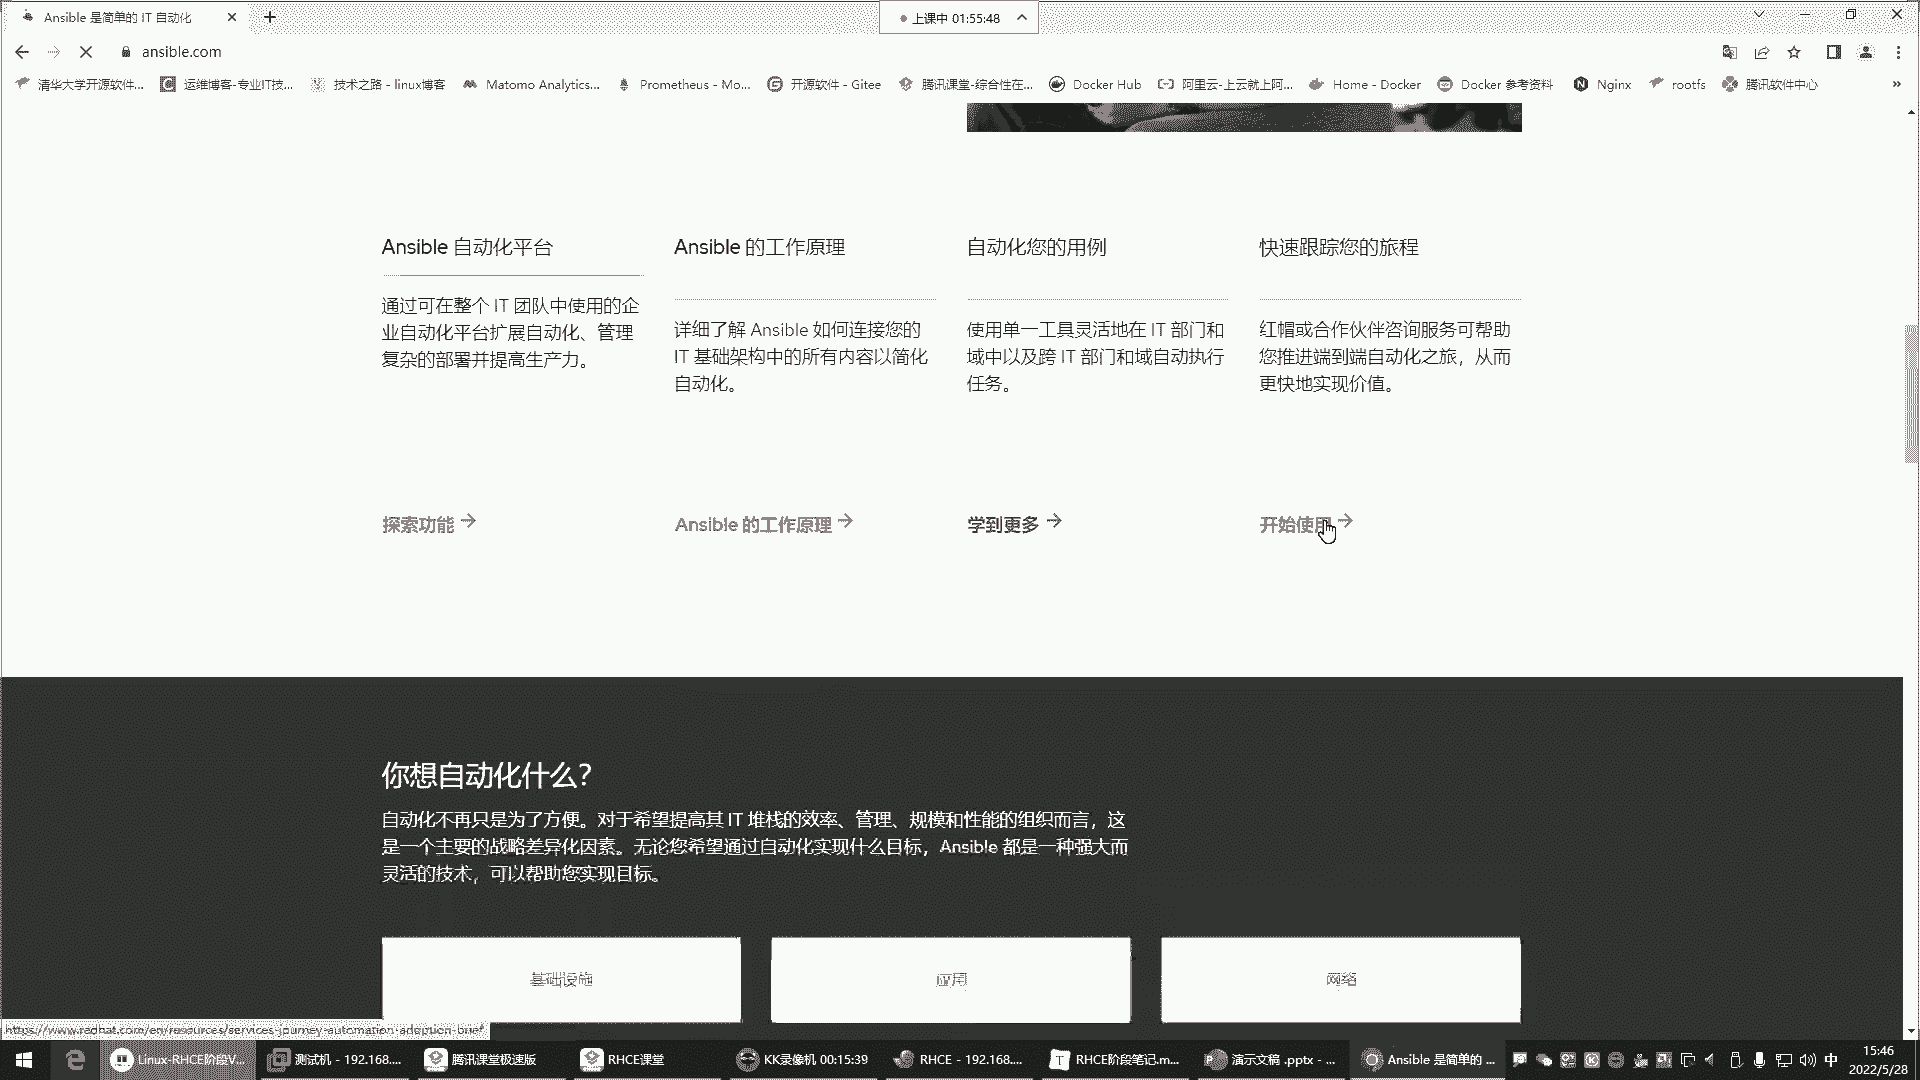 Ansible 是简单的 IT 自动化
上课中 01:55:48
ansible.com
清华大学开源软件...
运维博客-专业IT技...
技术之路 - linux博客
Matomo Analytics...
Prometheus - Mo...
开源软件 - Gitee
腾讯课堂-综合性在...
Docker Hub
阿里云-上云就上阿...
Home - Docker
Docker 参考资料
Nginx
rootfs
腾讯软件中心
»
Ansible 自动化平台
通过可在整个 IT 团队中使用的企
业自动化平台扩展自动化、管理
复杂的部署并提高生产力。
探索功能
Ansible 的工作原理
详细了解 Ansible 如何连接您的
IT 基础架构中的所有内容以简化
自动化。
Ansible 的工作原理
自动化您的用例
使用单一工具灵活地在 IT 部门和
域中以及跨 IT 部门和域自动执行
任务。
学到更多
快速跟踪您的旅程
红帽或合作伙伴咨询服务可帮助
您推进端到端自动化之旅，从而
更快地实现价值。
开始使用
你想自动化什么？
自动化不再只是为了方便。对于希望提高其 IT 堆栈的效率、管理、规模和性能的组织而言，这
是一个主要的战略差异化因素。无论您希望通过自动化实现什么目标，Ansible 都是一种强大而
灵活的技术，可以帮助您实现目标。
基础设施
应用
网络
https://www.redhat.com/en/resources/services-journey-automation-adoption-brief
Linux-RHCE阶段V...
测试机 - 192.168....
腾讯课堂极速版
RHCE课堂
KK录像机 00:15:39
RHCE - 192.168....
RHCE阶段笔记.m...
演示文稿 .pptx - ...
Ansible 是简单的 ...
中
15:46
2022/5/28